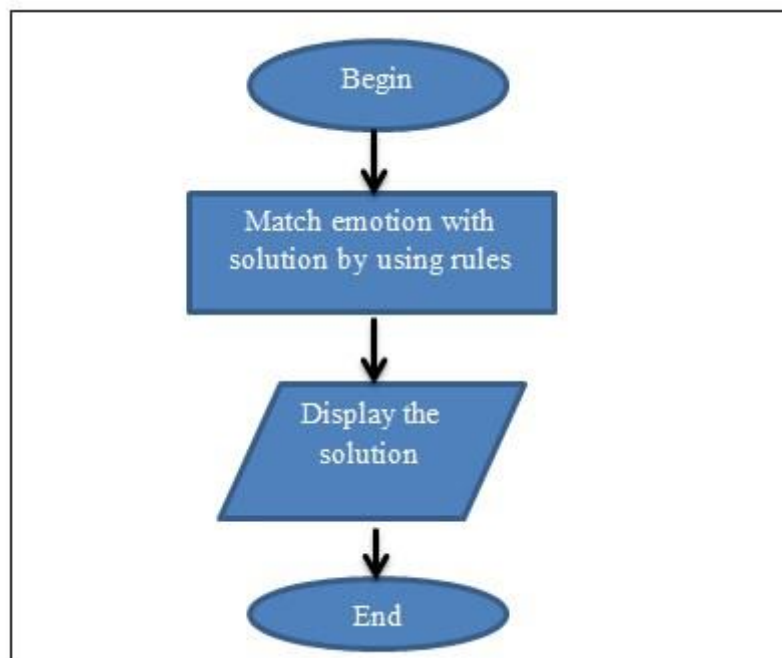 Begin
Match emotion with
solution by using rules
Display the
solution
End